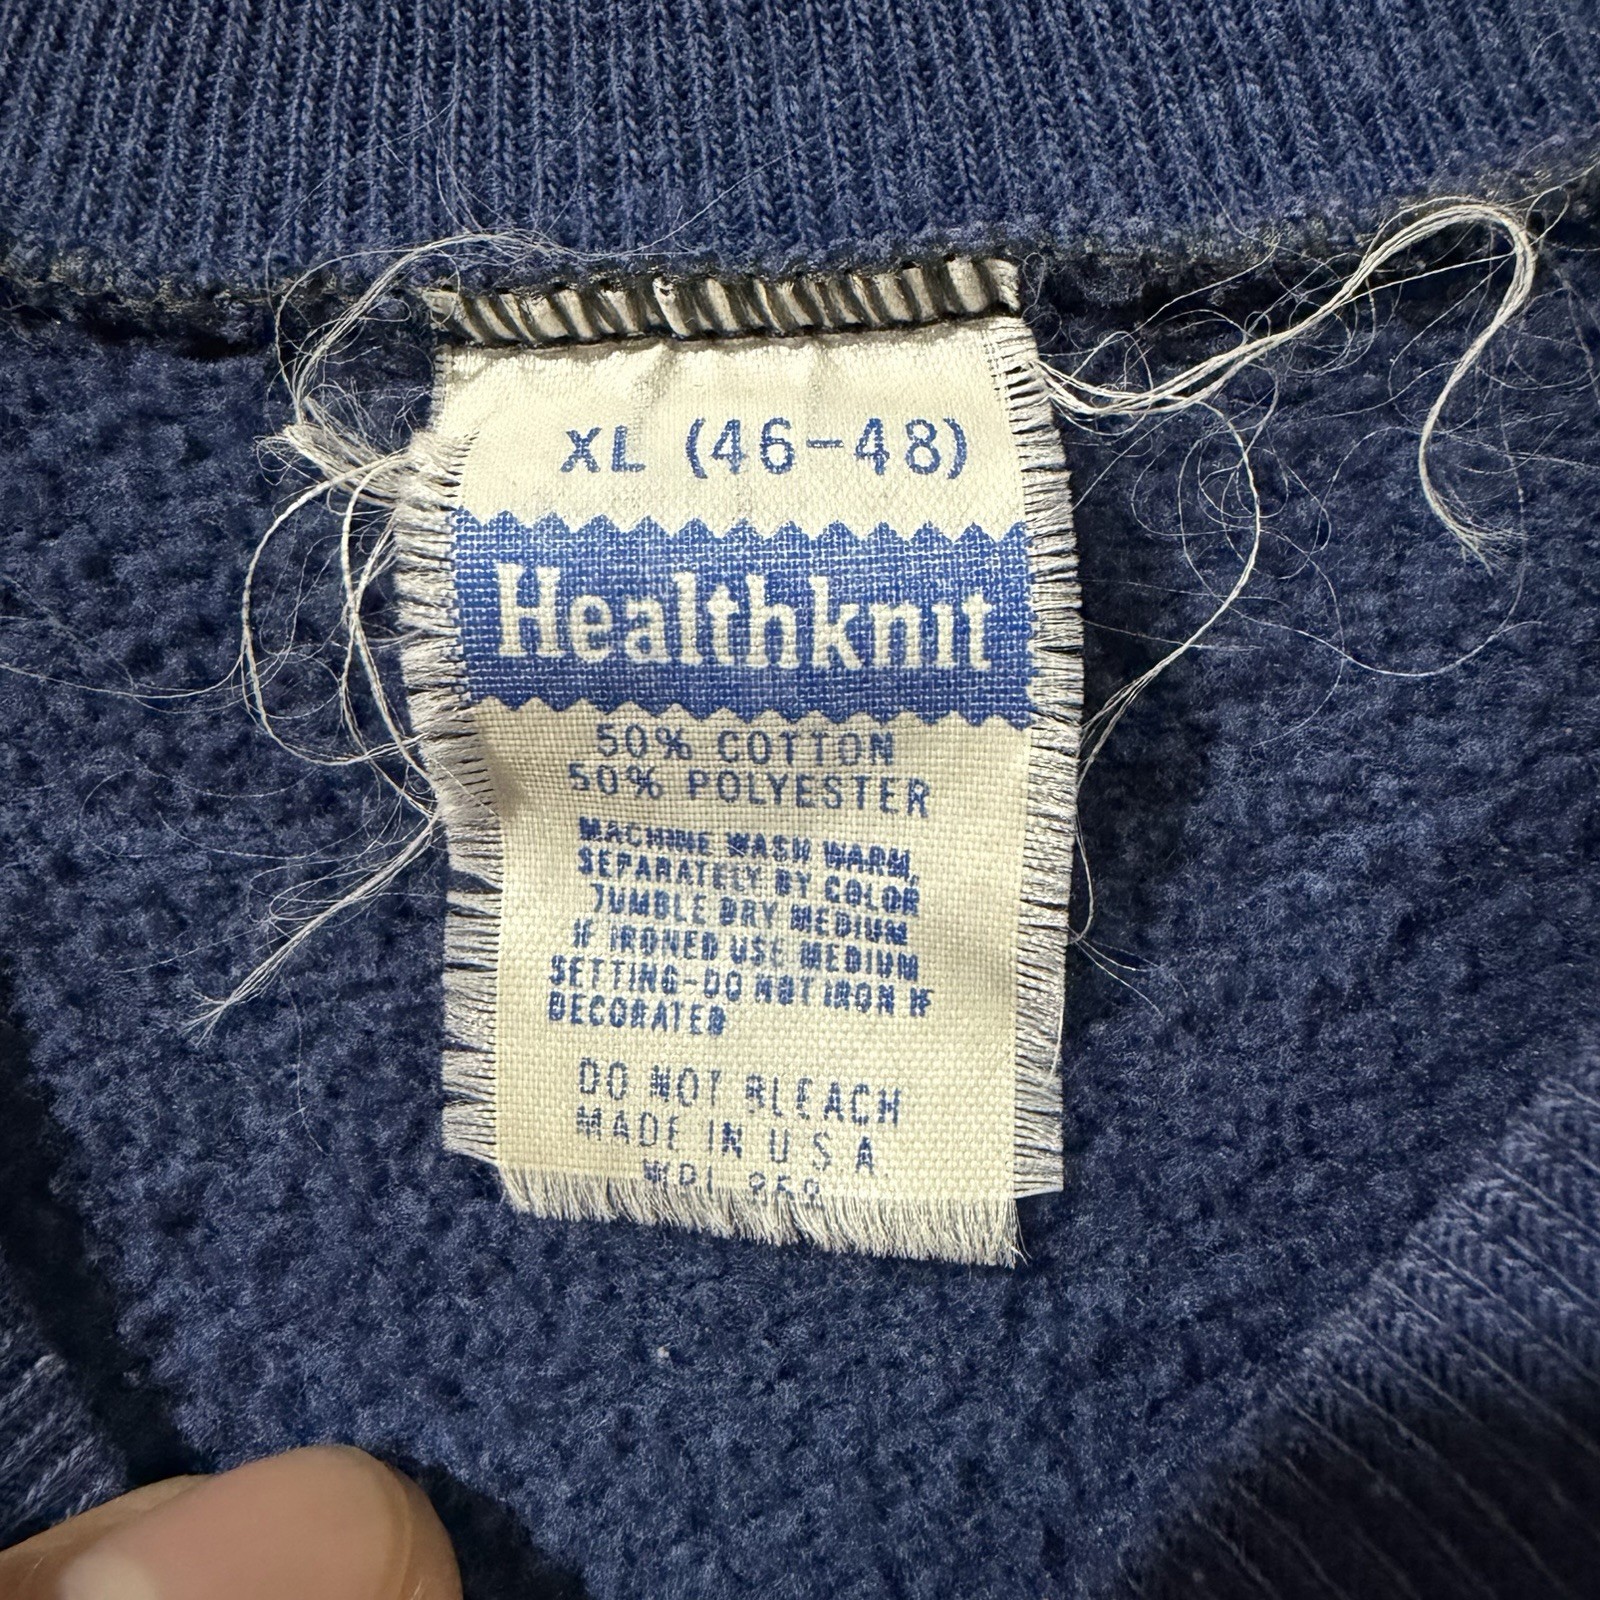 XL (46-48)
Healthknit
50% COTTON
50% POLYESTER
MACHINE WASH WARM,
SEPARATELY BY COLOR
TUMBLE DRY MEDIUM
IF IRONED USE MEDIUM
SETTING-DO NOT IRON IF
DECORATED
DO NOT BLEACH
MADE IN U.S.A.
WPL